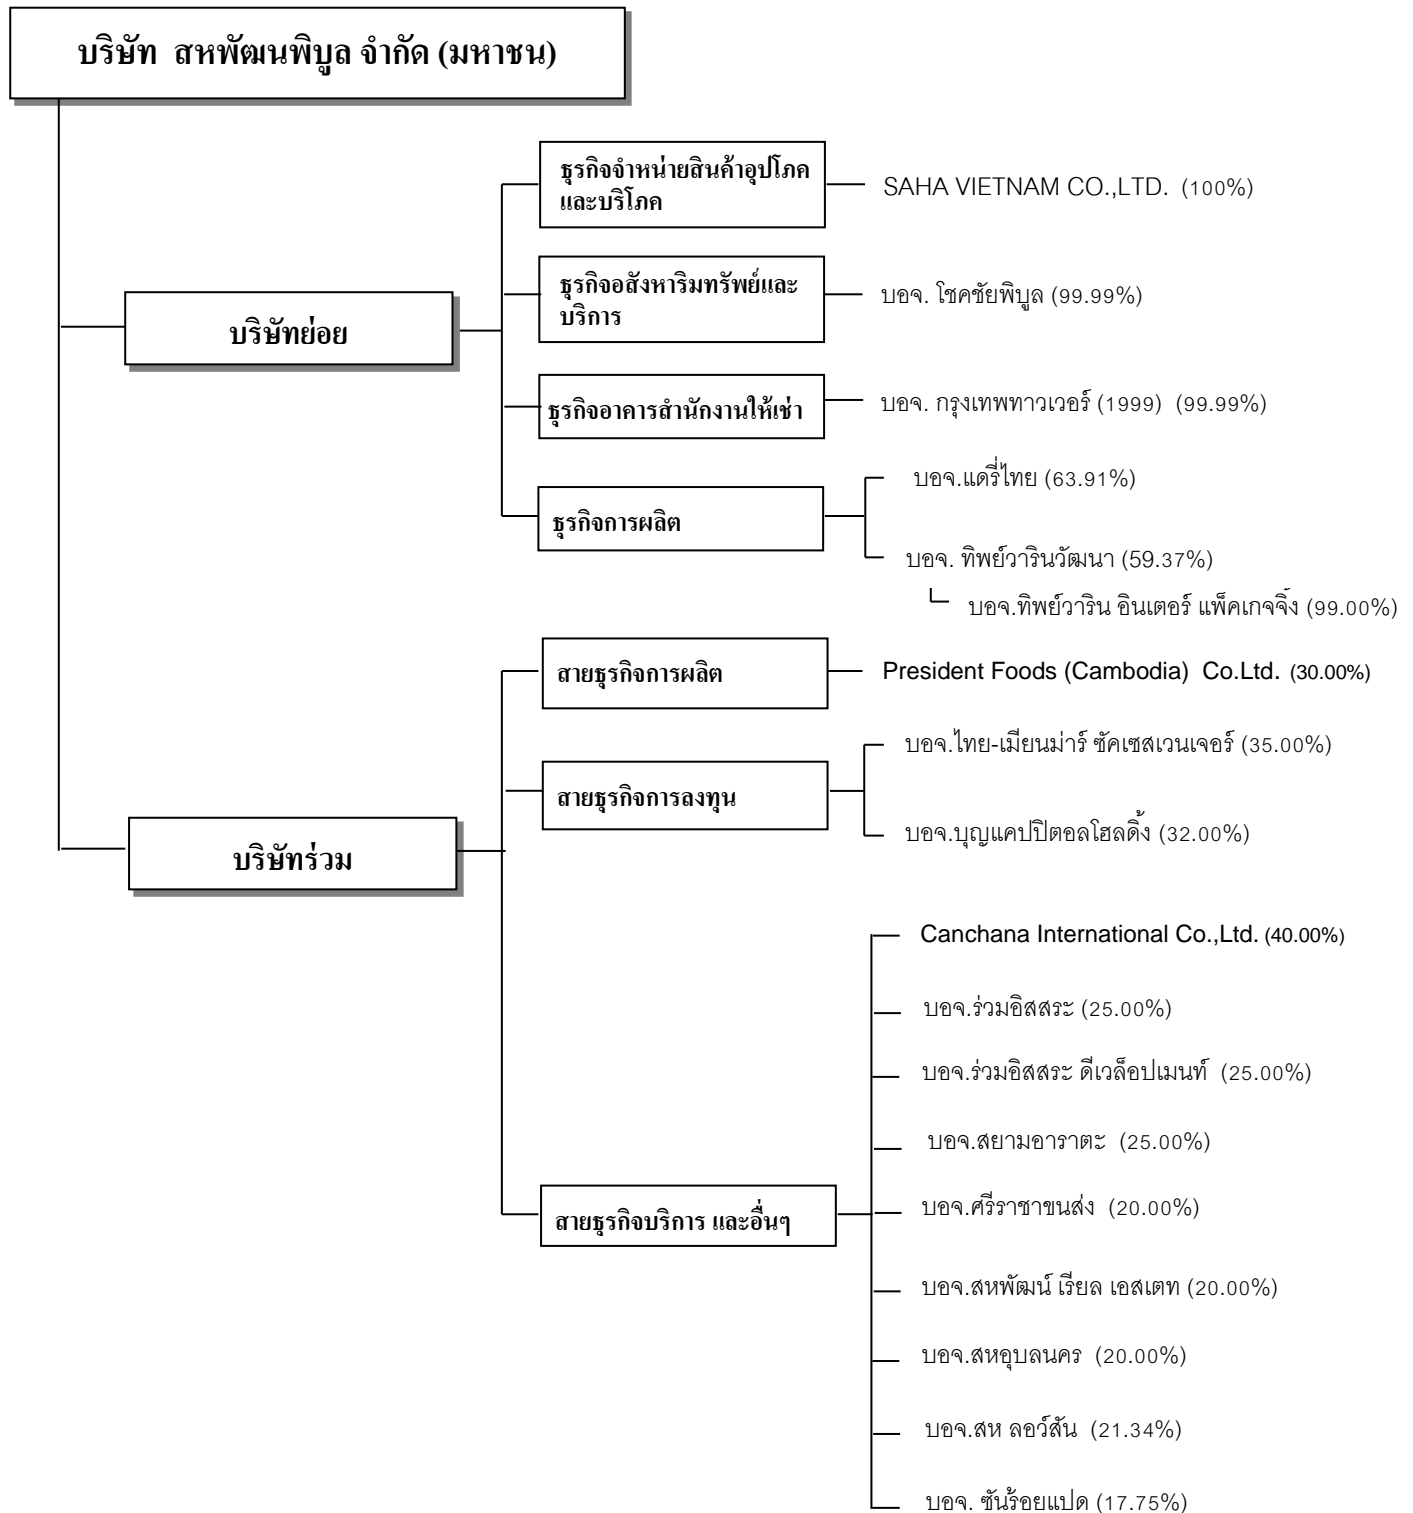 บริษัท สหพัฒนพิบูล จำกัด (มหาชน)
ธุรกิจจำหน่ายสินค้าอุปโภค
และบริโภค
SAHA VIETNAM CO.,LTD. (100%)
บริษัทย่อย
ธุรกิจอสังหาริมทรัพย์และ
บริการ
บอจ. โชคชัยพิบูล (99.99%)
ธุรกิจอาคารสำนักงานให้เช่า
บอจ. กรุงเทพทาวเวอร์ (1999) (99.99%)
ธุรกิจการผลิต
บอจ.แดรี่ไทย (63.91%)
บอจ. ทิพย์วารินวัฒนา (59.37%)
บอจ.ทิพย์วาริน อินเตอร์ แพ็คเกจจิ้ง (99.00%)
บริษัทร่วม
สายธุรกิจการผลิต
President Foods (Cambodia) Co.Ltd. (30.00%)
สายธุรกิจการลงทุน
บอจ.ไทย-เมียนม่าร์ ซัคเซสเวนเจอร์ (35.00%)
บอจ.บุญแคปปิตอลโฮลดิ้ง (32.00%)
สายธุรกิจบริการ และอื่นๆ
Canchana International Co.,Ltd. (40.00%)
บอจ.ร่วมอิสสระ (25.00%)
บอจ.ร่วมอิสสระ ดีเวล็อปเมนท์ (25.00%)
บอจ.สยามอาราตะ (25.00%)
บอจ.ศรีราชาขนส่ง (20.00%)
บอจ.สหพัฒน์ เรียล เอสเตท (20.00%)
บอจ.สหอุบลนคร (20.00%)
บอจ.สห ลอว์สัน (21.34%)
บอจ. ซันร้อยแปด (17.75%)